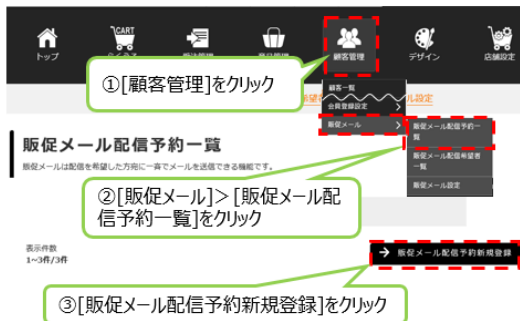 CART
トップ
顧客管理
デザイン
店舗設定
①[顧客管理]をクリック
顧客一覧
会員登録設定
販促メール
販促メール配信予約一
覧
販促メール配信希望者
一覧
販促メール設定
販促メール配信予約一覧
販促メールは配信を希望した方宛に一斉でメールを送信できる機能です。
②[販促メール]＞[販促メール配
信予約一覧]をクリック
表示件数
1~3件/3件
→ 販促メール配信予約新規登録
③[販促メール配信予約新規登録]をクリック